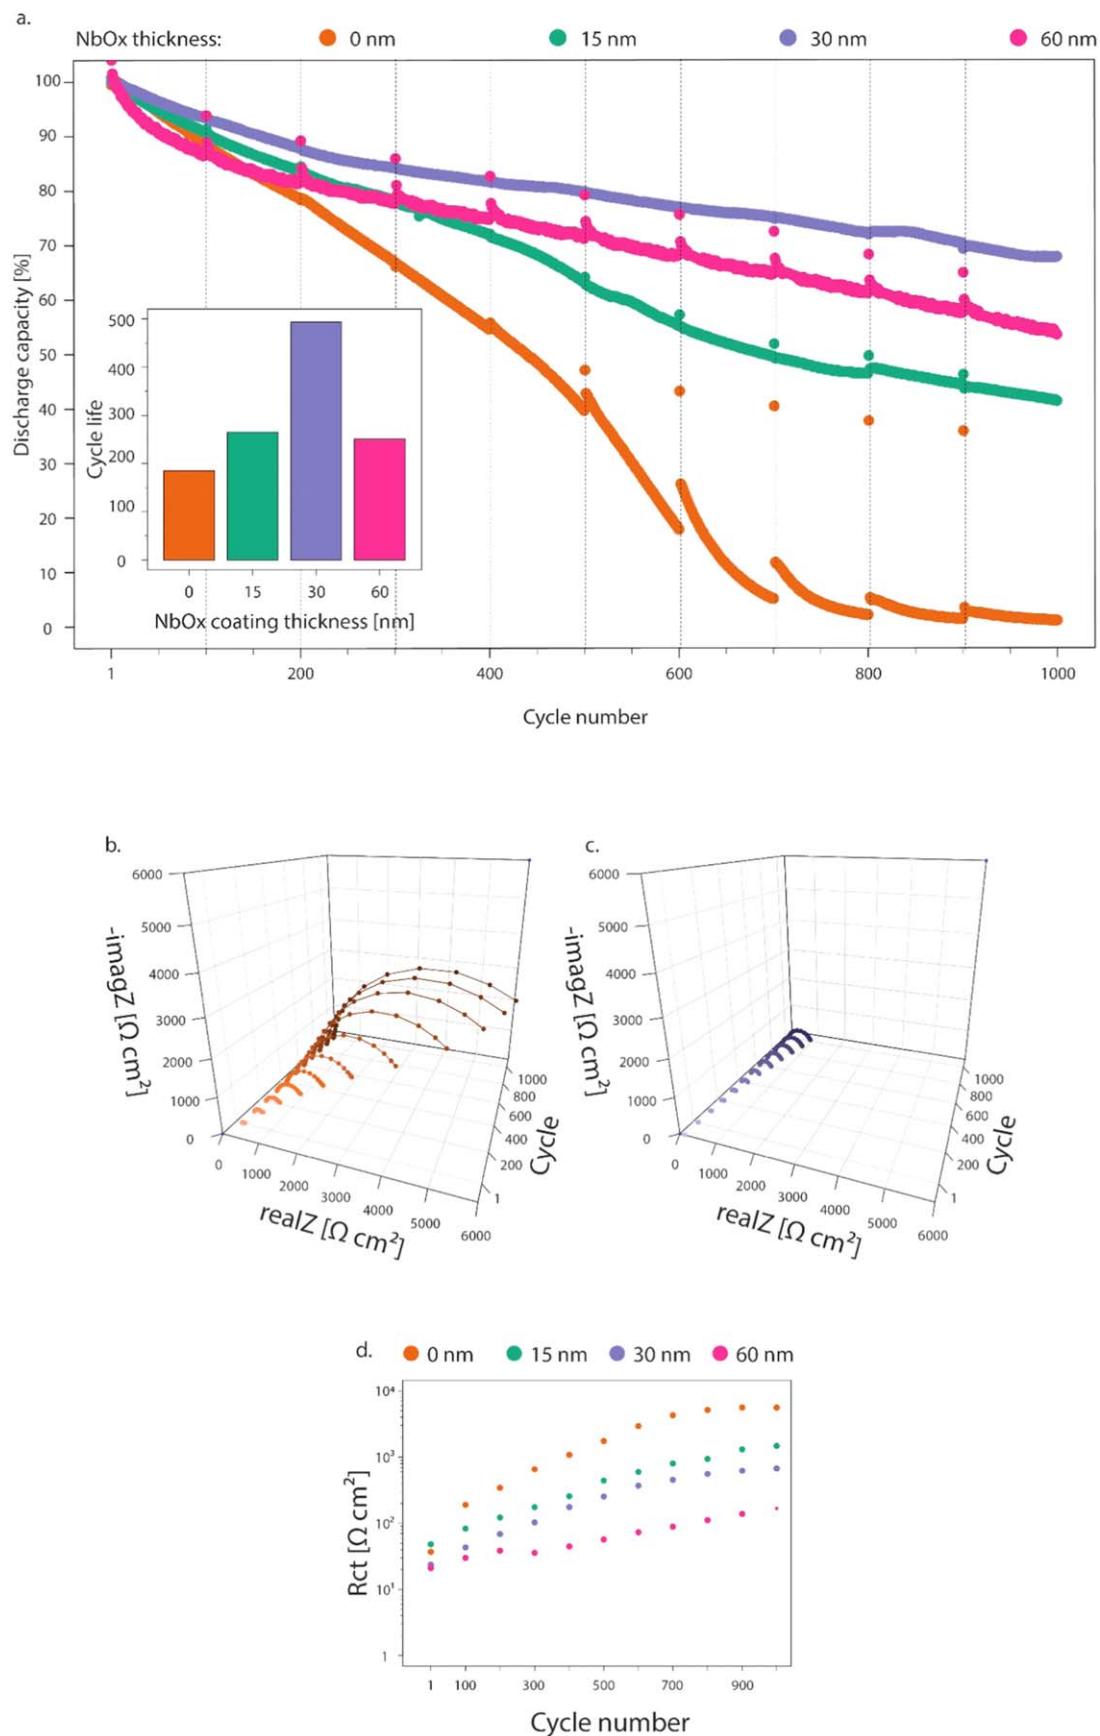 a.
NbOx thickness: 0 nm 15 nm 30 nm 60 nm
100
90
80
70
60
50
40
30
20
10
0
Discharge capacity [%]
500
400
300
200
100
0
Cycle life
0 15 30 60
NbOx coating thickness [nm]
1 200 400 600 800 1000
Cycle number
b.
6000
5000
4000
3000
2000
1000
0
-imagZ [Ω cm²]
0 1000 2000 3000 4000 5000 6000
realZ [Ω cm²]
1000
800
600
400
200
1
Cycle
c.
6000
5000
4000
3000
2000
1000
0
-imagZ [Ω cm²]
0 1000 2000 3000 4000 5000 6000
realZ [Ω cm²]
1000
800
600
400
200
1
Cycle
d. 0 nm 15 nm 30 nm 60 nm
10⁴
10³
10²
10¹
1
Rct [Ω cm²]
1 100 300 500 700 900
Cycle number